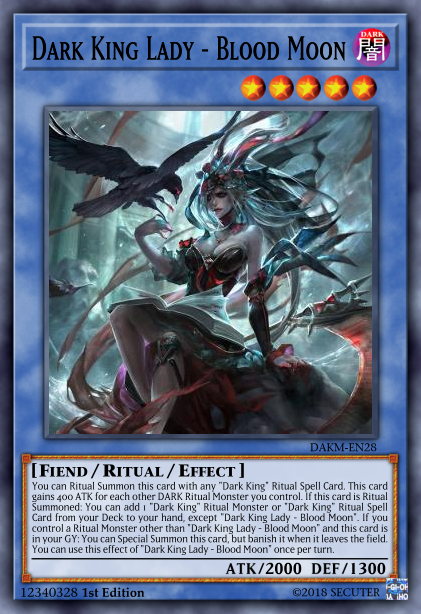 Dark King Lady - Blood Moon
DARK
闇
DAKM-EN28
[Fiend / Ritual / Effect]
You can Ritual Summon this card with any "Dark King" Ritual Spell Card. This card
gains 400 ATK for each other DARK Ritual Monster you control. If this card is Ritual
Summoned: You can add 1 "Dark King" Ritual Monster or "Dark King" Ritual Spell
Card from your Deck to your hand, except "Dark King Lady - Blood Moon". If you
control a Ritual Monster other than "Dark King Lady - Blood Moon" and this card is
in your GY: You can Special Summon this card, but banish it when it leaves the field.
You can use this effect of "Dark King Lady - Blood Moon" once per turn.
ATK/2000 DEF/1300
12340328 1st Edition
©2018 SECUTER